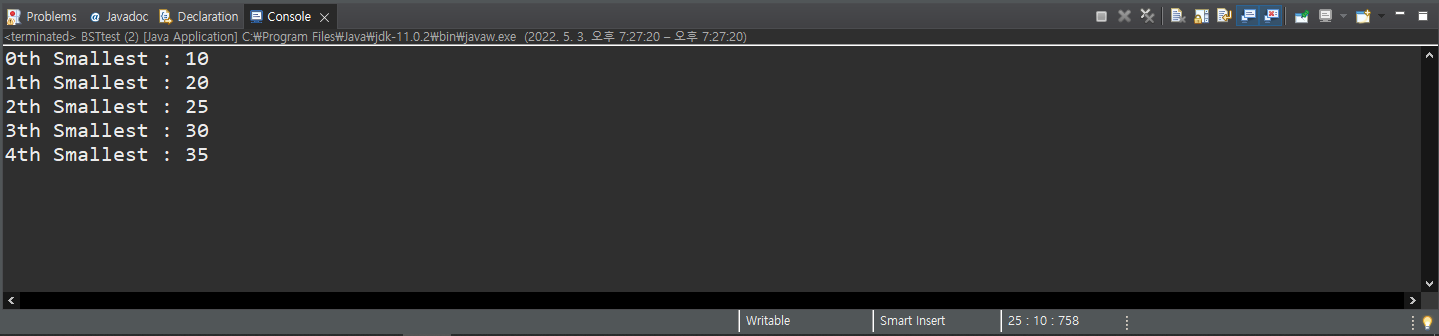 Problems @ Javadoc Declaration Console
<terminated> BSTtest (2) [Java Application] C:₩Program Files₩Java₩jdk-11.0.2₩bin₩javaw.exe (2022. 5. 3. 오후 7:27:20 – 오후 7:27:20)
0th Smallest : 10
1th Smallest : 20
2th Smallest : 25
3th Smallest : 30
4th Smallest : 35
Writable Smart Insert 25 : 10 : 758